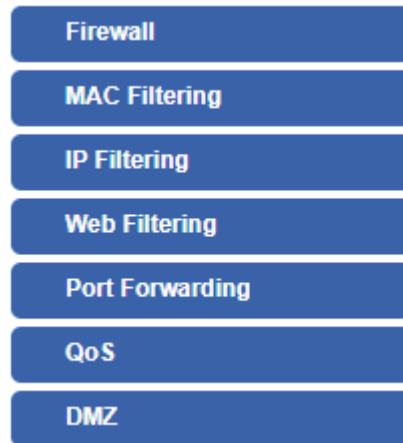 Firewall
MAC Filtering
IP Filtering
Web Filtering
Port Forwarding
QoS
DMZ